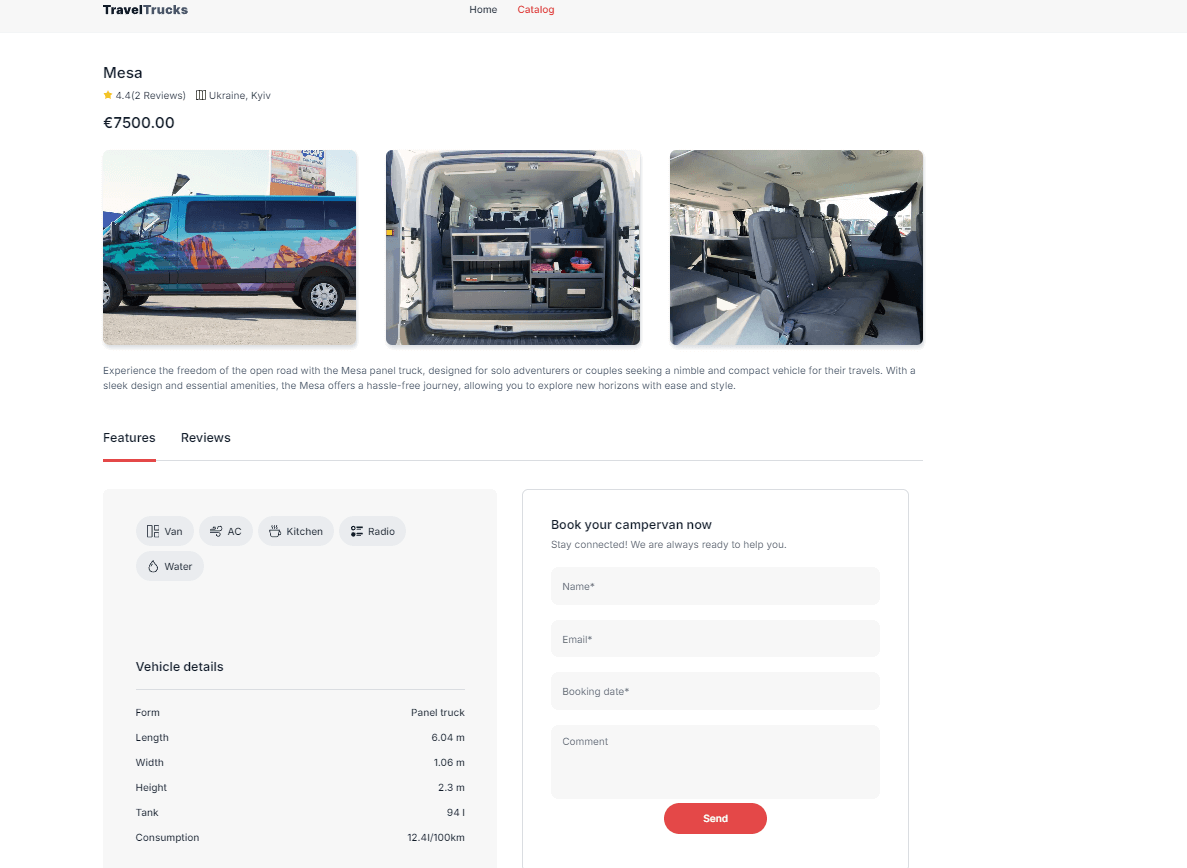 TravelTrucks
Home Catalog
Mesa
4.4(2 Reviews) Ukraine, Kyiv
€7500.00
Experience the freedom of the open road with the Mesa panel truck, designed for solo adventurers or couples seeking a nimble and compact vehicle for their travels. With a
sleek design and essential amenities, the Mesa offers a hassle-free journey, allowing you to explore new horizons with ease and style.
Features Reviews
Van AC Kitchen Radio
Water
Vehicle details
Form Panel truck
Length 6.04 m
Width 1.06 m
Height 2.3 m
Tank 94 l
Consumption 12.4l/100km
Book your campervan now
Stay connected! We are always ready to help you.
Name*
Email*
Booking date*
Comment
Send